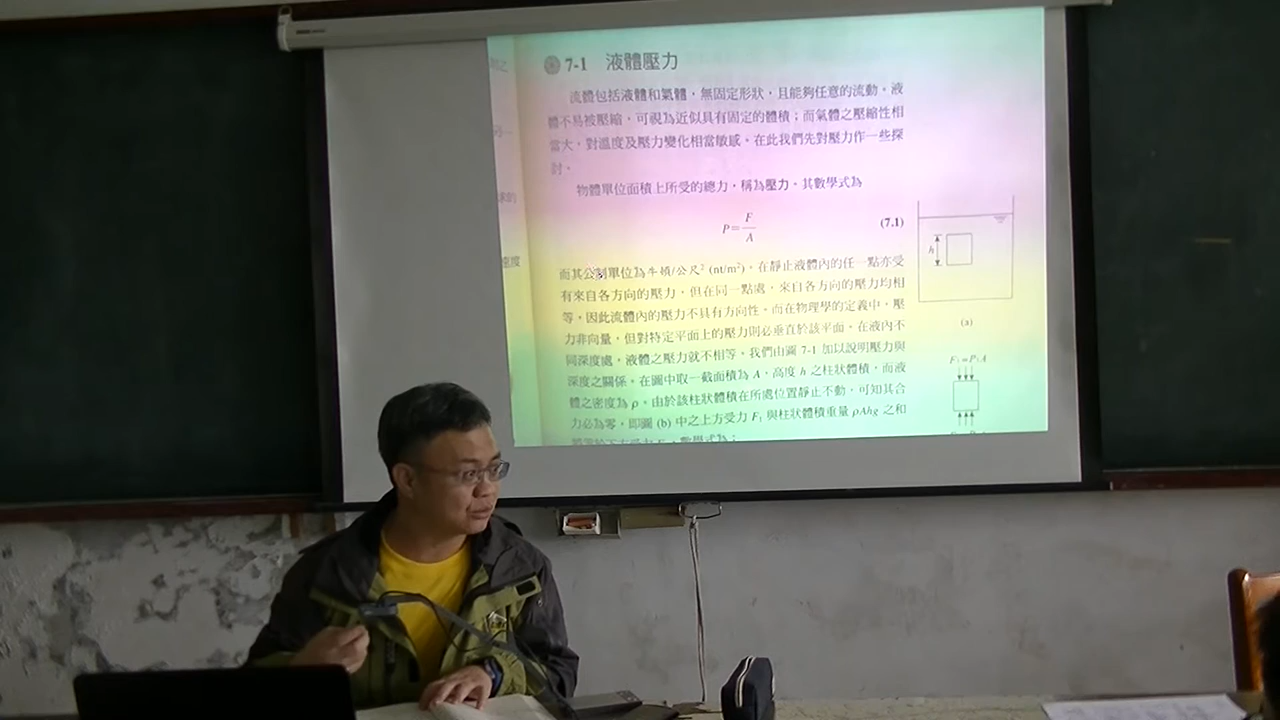 7-1 液體壓力
流體包括液體和氣體，無固定形狀，且能夠任意的流動。液
體不易被壓縮，可視為近似具有固定的體積；而氣體之壓縮性相
當大，對溫度及壓力變化相當敏感。在此我們先對壓力作一些探
討。
物體單位面積上所受的總力，稱為壓力。其數學式為
P=F/A (7.1)
而其公制單位為牛頓/公尺² (nt/m²)。在靜止液體內的任一點亦受
有來自各方向的壓力，但在同一點處，來自各方向的壓力均相
等，因此流體內的壓力不具有方向性。而在物理學的定義中，壓
力非向量，但對特定平面上的壓力則必垂直於該平面。在液內不
同深度處，液體之壓力就不相等。我們由圖 7-1 加以說明壓力與
深度之關係。在圖中取一截面積為 A，高度 h 之柱狀體積，而液
體之密度為 ρ。由於該柱狀體積在所處位置靜止不動，可知其合
力必為零，即圖 (b) 中之上方受力 F₁ 與柱狀體積重量 ρAhg 之和
數學式為：
h
(a)
F₁=P₁A
求的
速度